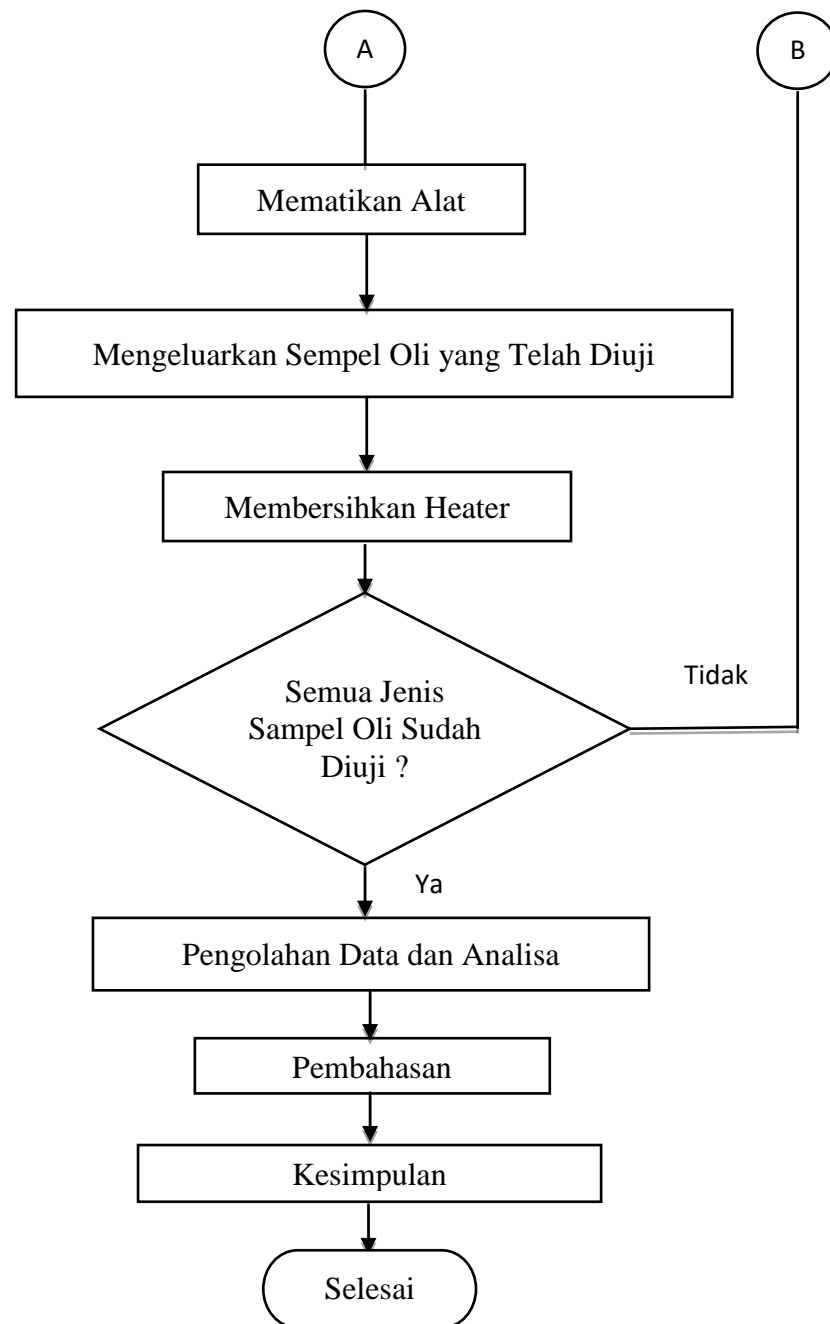 A
B
Mematikan Alat
Mengeluarkan Sempel Oli yang Telah Diuji
Membersihkan Heater
Semua Jenis
Sampel Oli Sudah
Diuji ?
Tidak
Ya
Pengolahan Data dan Analisa
Pembahasan
Kesimpulan
Selesai